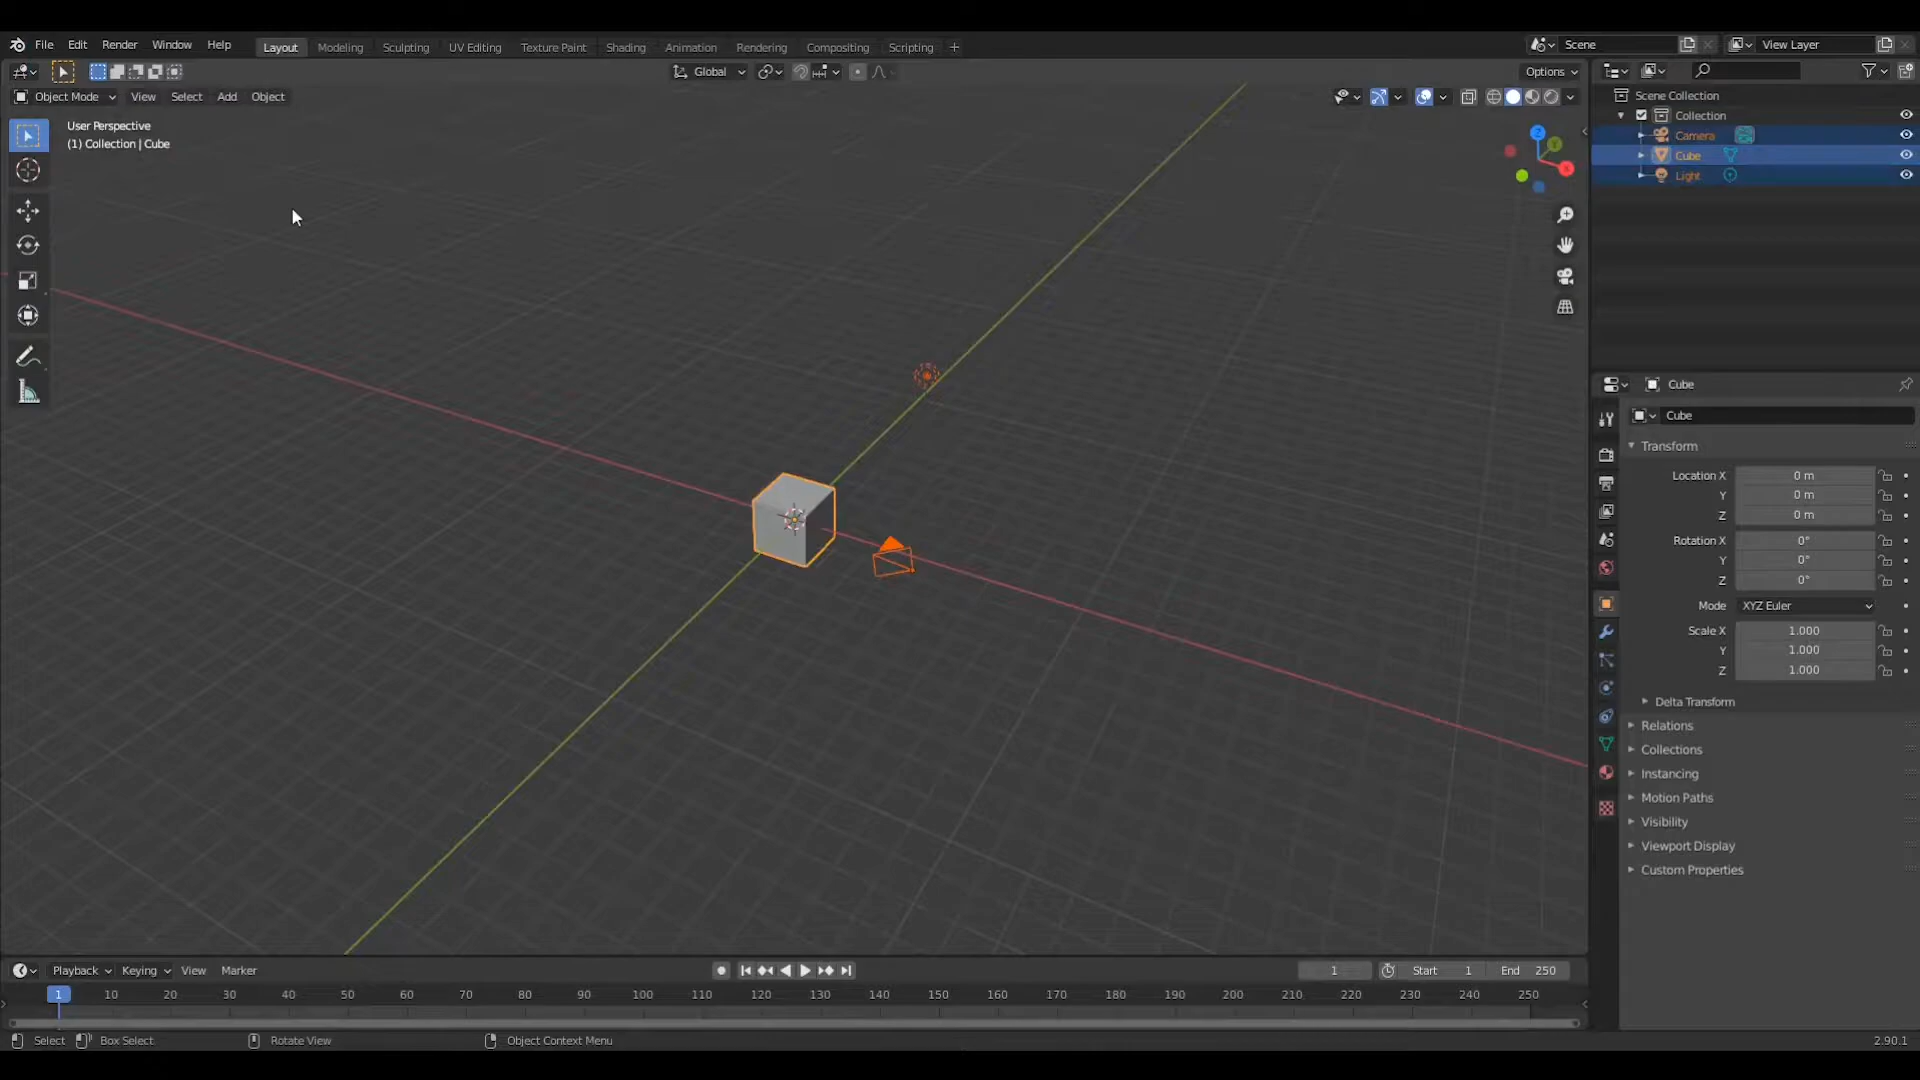 File Edit Render Window Help Layout Modeling Sculpting UV Editing Texture Paint Shading Animation Rendering Compositing Scripting + Scene View Layer
Global Options
Object Mode View Select Add Object
User Perspective
(1) Collection | Cube
Z
X
Scene Collection
Collection
Camera
Cube
Light
Cube
Cube
Transform
Location X 0 m
Y 0 m
Z 0 m
Rotation X 0°
Y 0°
Z 0°
Mode XYZ Euler
Scale X 1.000
Y 1.000
Z 1.000
Delta Transform
Relations
Collections
Instancing
Motion Paths
Visibility
Viewport Display
Custom Properties
Playback Keying View Marker 1 Start 1 End 250
1 10 20 30 40 50 60 70 80 90 100 110 120 130 140 150 160 170 180 190 200 210 220 230 240 250
Select Box Select Rotate View Object Context Menu 2.90.1